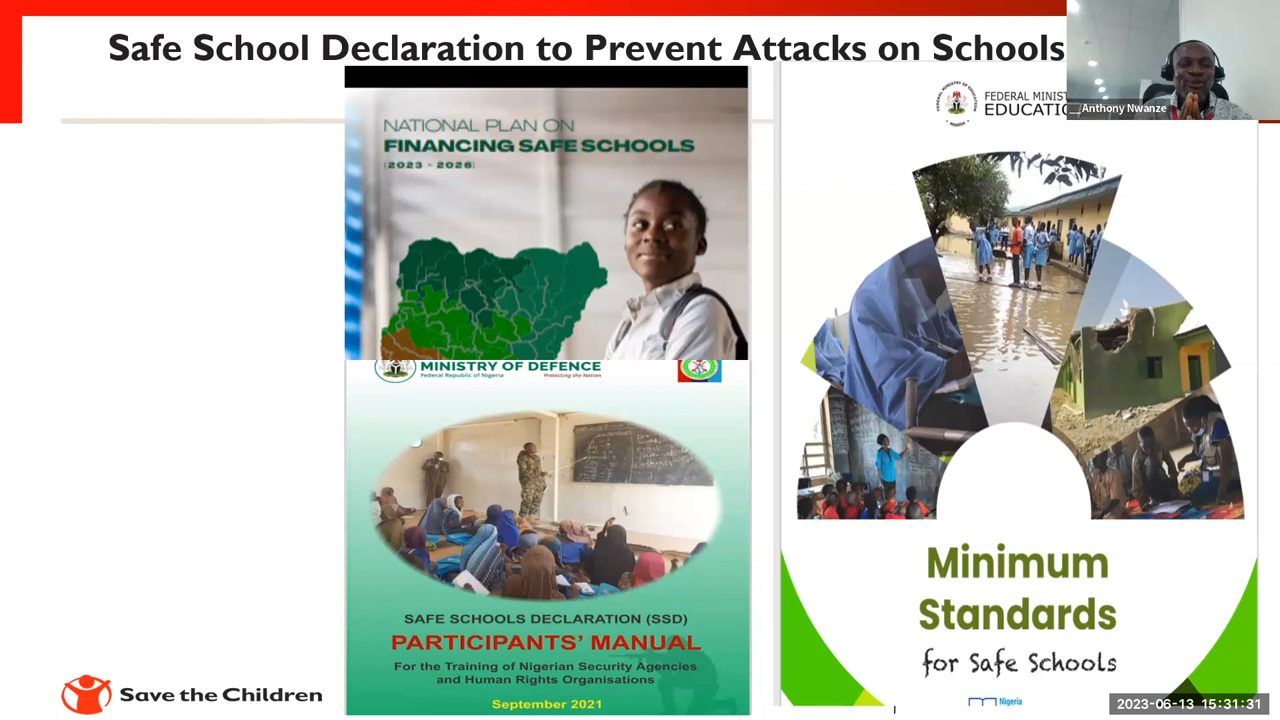 Safe School Declaration to Prevent Attacks on Schools
Anthony Nwanze
NATIONAL PLAN ON
FINANCING SAFE SCHOOLS
(2023 - 2026)
MINISTRY OF DEFENCE
Federal Republic of Nigeria
Protecting the Nation
SAFE SCHOOLS DECLARATION (SSD)
PARTICIPANTS' MANUAL
For the Training of Nigerian Security Agencies
and Human Rights Organisations
September 2021
FEDERAL MINIST
EDUCATIO
Minimum
Standards
for Safe Schools
Nigeria
Save the Children
2023-06-13 15:31:31